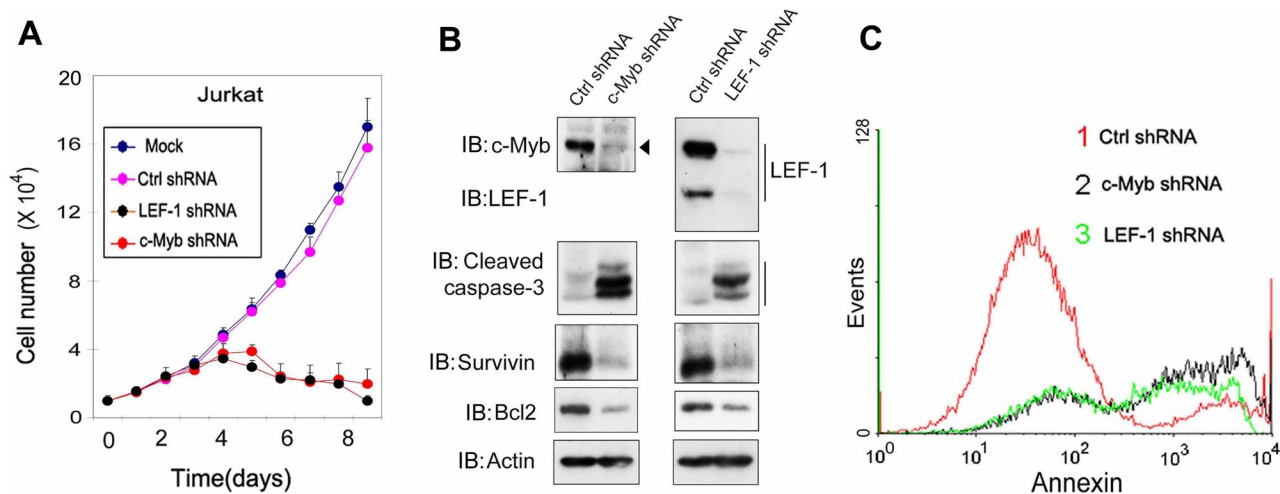 A
Cell number (X 10⁴)
20
16
12
8
4
0
Jurkat
Mock
Ctrl shRNA
LEF-1 shRNA
c-Myb shRNA
0 2 4 6 8
Time(days)
B
Ctrl shRNA
c-Myb shRNA
Ctrl shRNA
LEF-1 shRNA
IB:c-Myb
IB:LEF-1
LEF-1
IB: Cleaved
caspase-3
IB:Survivin
IB:Bcl2
IB:Actin
C
128
Events
0
1 Ctrl shRNA
2 c-Myb shRNA
3 LEF-1 shRNA
10⁰ 10¹ 10² 10³ 10⁴
Annexin